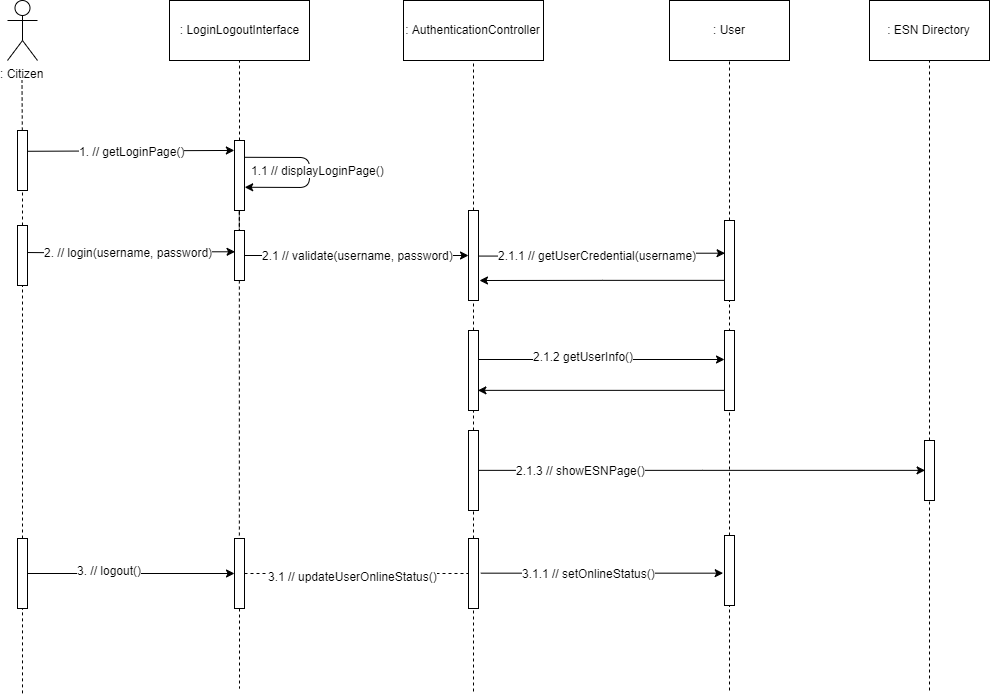 : Citizen
: LoginLogoutInterface
: AuthenticationController
: User
: ESN Directory
1. // getLoginPage()
1.1 // displayLoginPage()
2. // login(username, password)
2.1 // validate(username, password)
2.1.1 // getUserCredential(username)
2.1.2 getUserInfo()
2.1.3 // showESNPage()
3. // logout()
3.1 // updateUserOnlineStatus()
3.1.1 // setOnlineStatus()